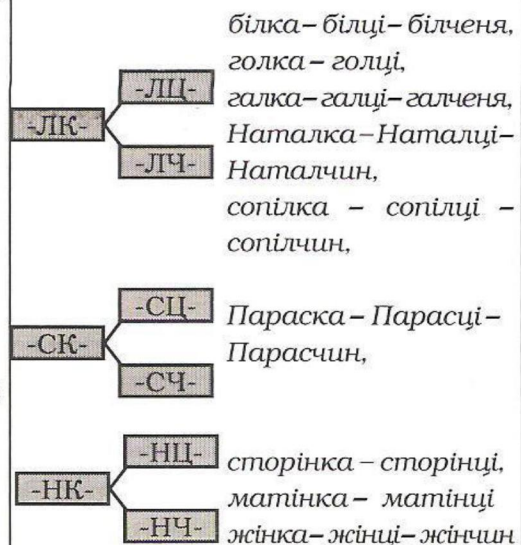 білка – білці – білченя,
-ЛЦ- голка – голці,
-ЛК- галка – галці – галченя,
-ЛЧ- Наталка – Наталці –
Наталчин,
сопілка – сопілці –
сопілчин,
-СЦ- Параска – Парасці –
-СК- Парасчин,
-СЧ-
-НЦ- сторінка – сторінці,
-НК- матінка – матінці
-НЧ- жінка – жінці – жінчин